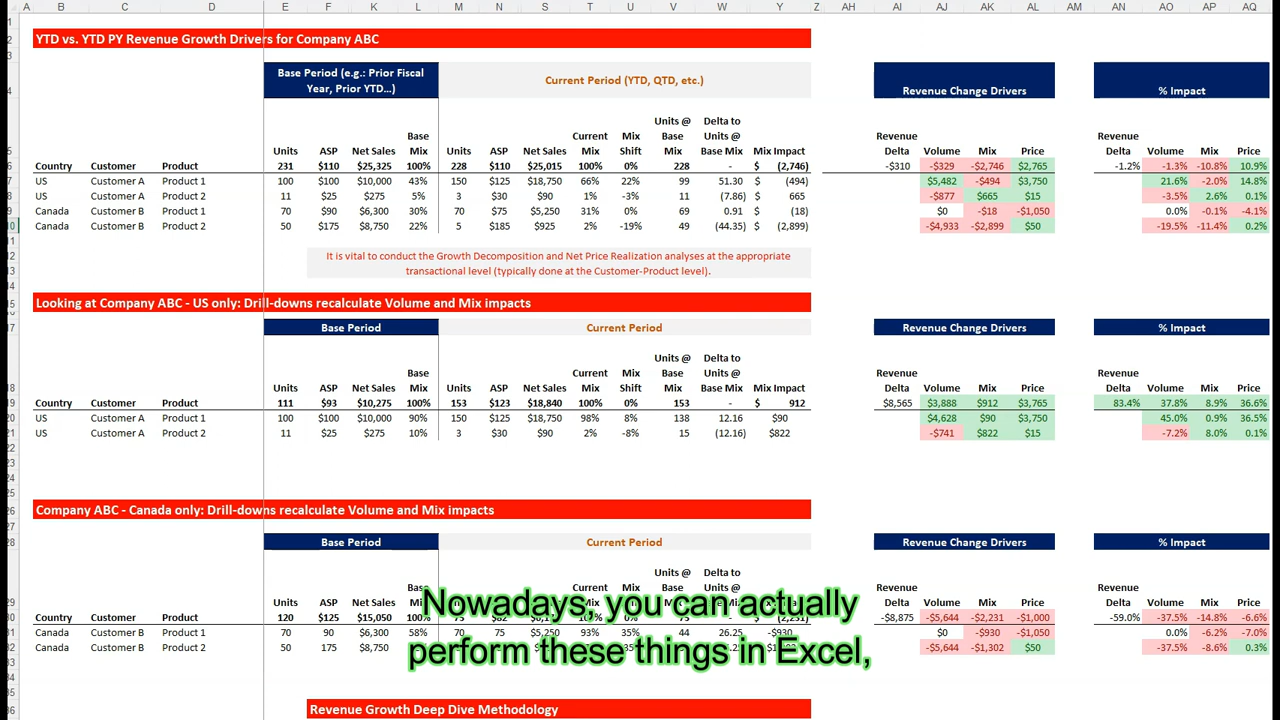 A B C D E F K L M N S T U V W Y Z AH AI AJ AK AL AM AN AO AP AQ
YTD vs. YTD PY Revenue Growth Drivers for Company ABC
Base Period (e.g.: Prior Fiscal
Year, Prior YTD...)
Current Period (YTD, QTD, etc.)
Revenue Change Drivers
% Impact
Units @ Delta to
Base Current Mix Base Units @ Revenue Revenue
Units ASP Net Sales Mix Units ASP Net Sales Mix Shift Mix Base Mix Mix Impact Delta Volume Mix Price Delta Volume Mix Price
Country Customer Product 231 $110 $25,325 100% 228 $110 $25,015 100% 0% 228 - $ (2,746) -$310 -$329 -$2,746 $2,765 -1.2% -1.3% -10.8% 10.9%
US Customer A Product 1 100 $100 $10,000 43% 150 $125 $18,750 66% 22% 99 51.30 $ (494) $5,482 -$494 $3,750 21.6% -2.0% 14.8%
US Customer A Product 2 11 $25 $275 5% 3 $30 $90 1% -3% 11 (7.86) $ 665 -$877 $665 $15 -3.5% 2.6% 0.1%
Canada Customer B Product 1 70 $90 $6,300 30% 70 $75 $5,250 31% 0% 69 0.91 $ (18) $0 -$18 -$1,050 0.0% -0.1% -4.1%
10 Canada Customer B Product 2 50 $175 $8,750 22% 5 $185 $925 2% -19% 49 (44.35) $ (2,899) -$4,933 -$2,899 $50 -19.5% -11.4% 0.2%
It is vital to conduct the Growth Decomposition and Net Price Realization analyses at the appropriate
transactional level (typically done at the Customer-Product level).
Looking at Company ABC - US only: Drill-downs recalculate Volume and Mix impacts
Base Period Current Period Revenue Change Drivers % Impact
Units @ Delta to
Base Current Mix Base Units @ Revenue Revenue
Units ASP Net Sales Mix Units ASP Net Sales Mix Shift Mix Base Mix Mix Impact Delta Volume Mix Price Delta Volume Mix Price
Country Customer Product 111 $93 $10,275 100% 153 $123 $18,840 100% 0% 153 - $ 912 $8,565 $3,888 $912 $3,765 83.4% 37.8% 8.9% 36.6%
US Customer A Product 1 100 $100 $10,000 90% 150 $125 $18,750 98% 8% 138 12.16 $90 $4,628 $90 $3,750 45.0% 0.9% 36.5%
US Customer A Product 2 11 $25 $275 10% 3 $30 $90 2% -8% 15 (12.16) $822 -$741 $822 $15 -7.2% 8.0% 0.1%
Company ABC - Canada only: Drill-downs recalculate Volume and Mix impacts
Base Period Current Period Revenue Change Drivers % Impact
Units @ Delta to
Current Mix Base Units @ Revenue Revenue
Units ASP Net Sales Delta Volume Mix Price Delta Volume Mix Price
Country Customer Product 120 $125 $15,050 -$8,875 -$5,644 -$2,231 -$1,000 -59.0% -37.5% -14.8% -6.6%
Canada Customer B Product 1 70 90 $6,300 58% 70 75 $5,250 93% 35% 44 26.25 -$930 $0 -$930 -$1,050 0.0% -6.2% -7.0%
Canada Customer B Product 2 50 175 -$5,644 -$1,302 $50 -37.5% -8.6% 0.3%
Nowadays, you can actually
perform these things in Excel,
Revenue Growth Deep Dive Methodology